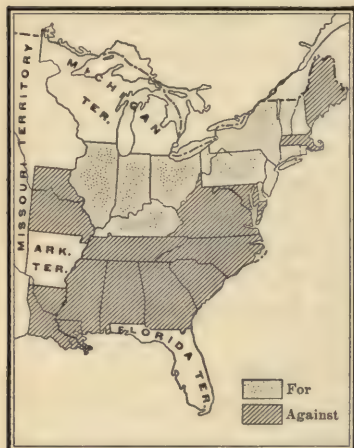 MISSOURI TERRITORY
MICHIGAN
TER.
ARK.
TER.
FLORIDA TER.
For
Against